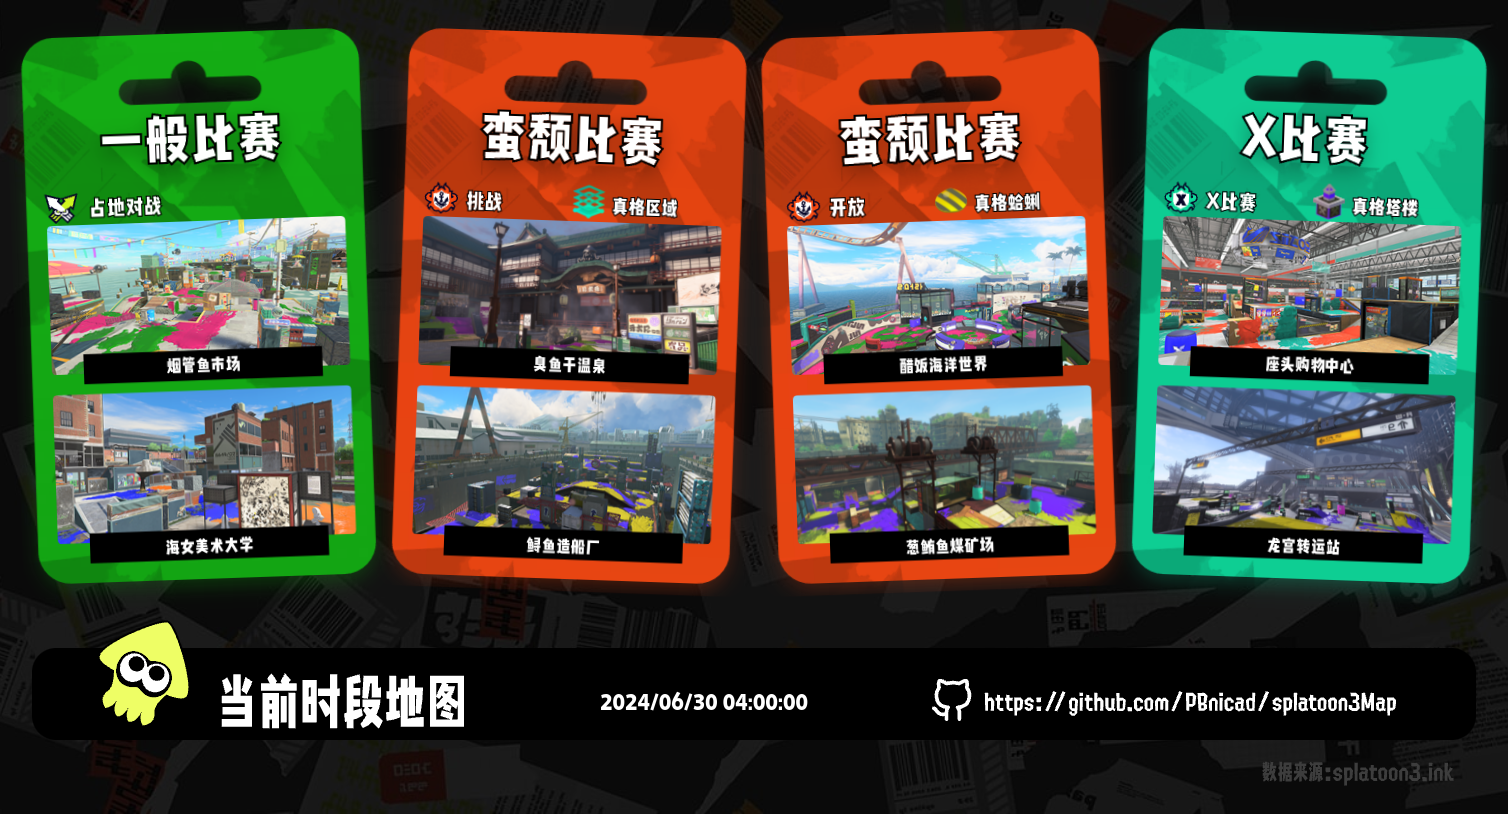 一般比赛
占地对战
烟管鱼市场
海女美术大学
蛮颓比赛
挑战
真格区域
臭鱼干温泉
鲟鱼造船厂
蛮颓比赛
开放
真格蛤蜊
醋饭海洋世界
葱鲔鱼煤矿场
X比赛
X比赛
真格塔楼
座头购物中心
龙宫转运站
当前时段地图
2024/06/30 04:00:00
https://github.com/PBnicad/splatoon3Map
数据来源:splatoon3.ink